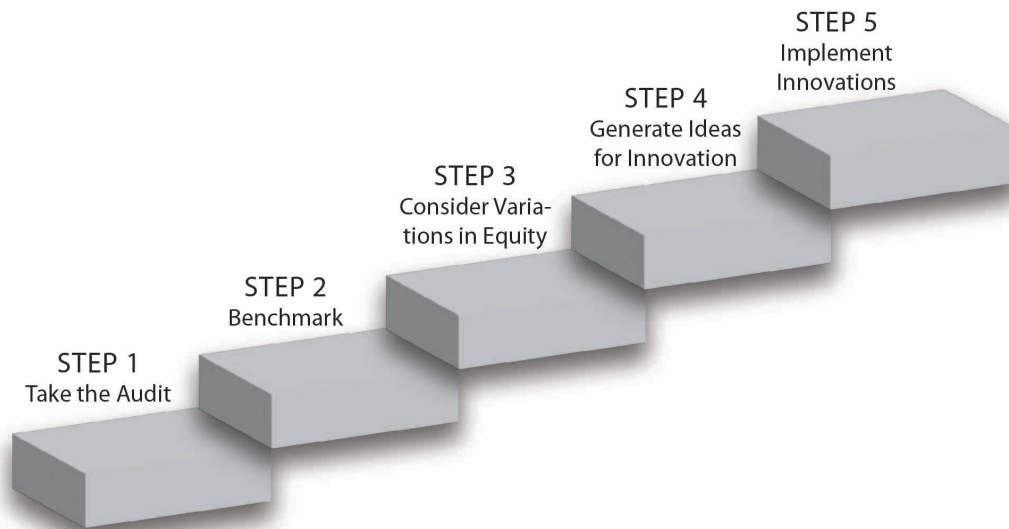 STEP 1
Take the Audit
STEP 2
Benchmark
STEP 3
Consider Varia-
tions in Equity
STEP 4
Generate Ideas
for Innovation
STEP 5
Implement
Innovations